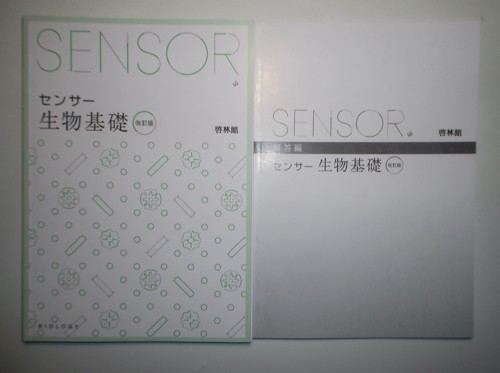 SENSOR
センサー
生物基礎 改訂版
啓林館
BIOLOGY
SENSOR
啓林館
解答編
センサー 生物基礎 改訂版